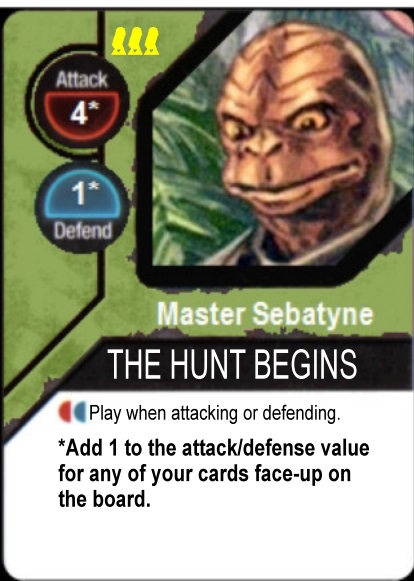 Attack
4*
1*
Defend
Master Sebatyne
THE HUNT BEGINS
Play when attacking or defending.
*Add 1 to the attack/defense value
for any of your cards face-up on
the board.